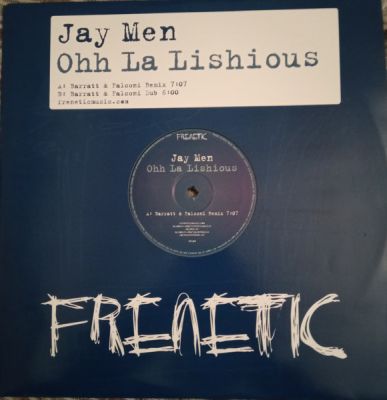 Jay Men
Ohh La Lishious
A: Barratt & Falconi Remix 7:07
B: Barratt & Falconi Dub 6:00
freneticmusic.com
FRENETIC
Jay Men
Ohh La Lishious
A: Barratt & Falconi Remix 7:07
FRENETIC